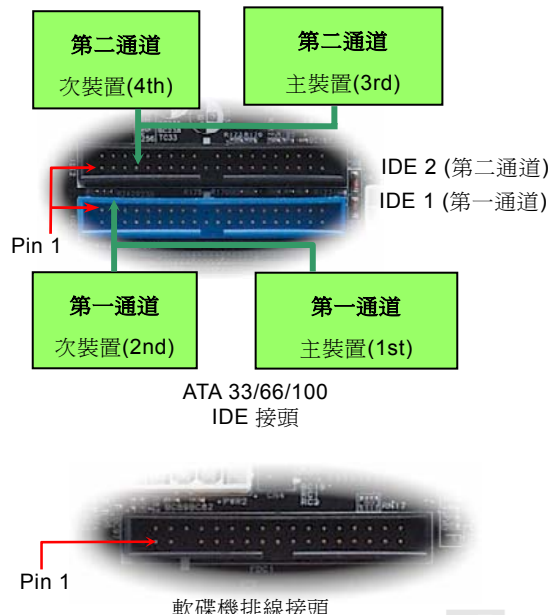 第二通道
次裝置(4th)
第二通道
主裝置(3rd)
IDE 2 (第二通道)
IDE 1 (第一通道)
Pin 1
第一通道
次裝置(2nd)
第一通道
主裝置(1st)
ATA 33/66/100
IDE 接頭
Pin 1
軟碟機排線接頭